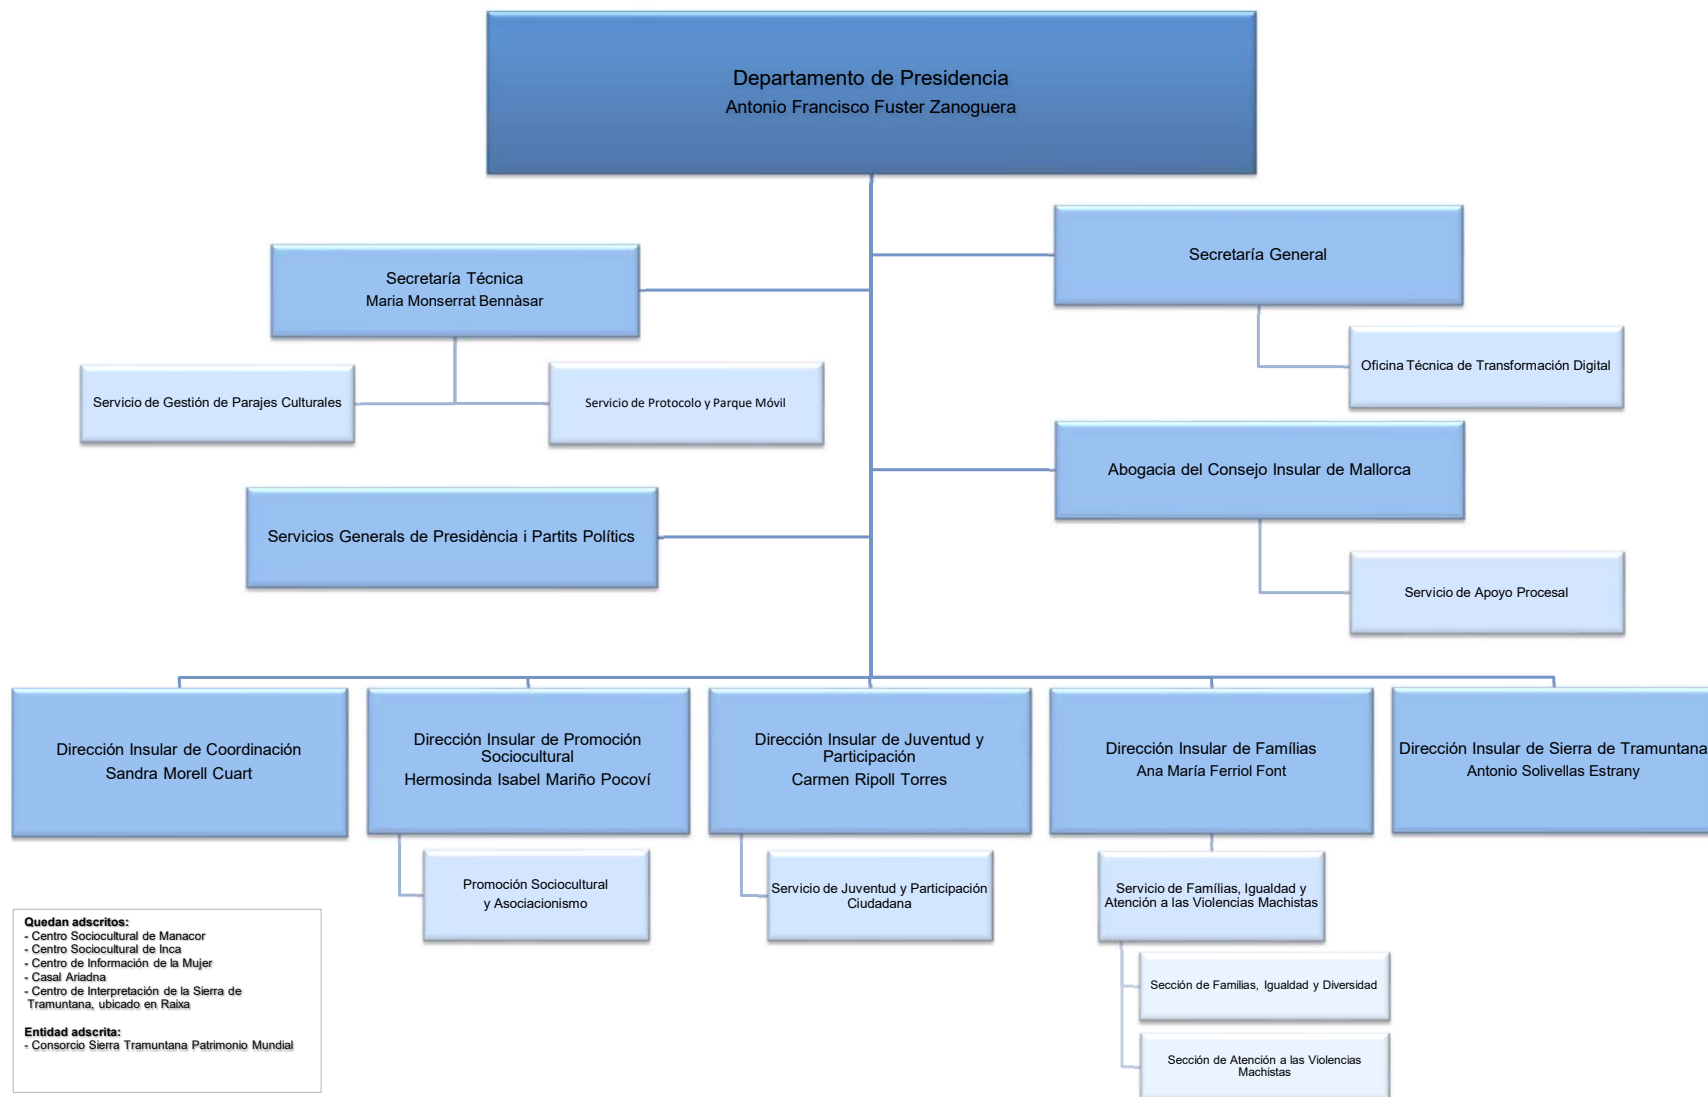 Departamento de Presidencia
Antonio Francisco Fuster Zanoguera
Secretaría General
Secretaría Técnica
Maria Monserrat Bennàsar
Oficina Técnica de Transformación Digital
Servicio de Gestión de Parajes Culturales
Servicio de Protocolo y Parque Móvil
Abogacia del Consejo Insular de Mallorca
Servicios Generals de Presidència i Partits Polítics
Servicio de Apoyo Procesal
Dirección Insular de Coordinación
Sandra Morell Cuart
Dirección Insular de Promoción
Sociocultural
Hermosinda Isabel Mariño Pocoví
Dirección Insular de Juventud y
Participación
Carmen Ripoll Torres
Dirección Insular de Famílias
Ana María Ferriol Font
Dirección Insular de Sierra de Tramuntana
Antonio Solivellas Estrany
Promoción Sociocultural
y Asociacionismo
Servicio de Juventud y Participación
Ciudadana
Servicio de Famílias, Igualdad y
Atención a las Violencias Machistas
Sección de Familias, Igualdad y Diversidad
Sección de Atención a las Violencias
Machistas
Quedan adscritos:
- Centro Sociocultural de Manacor
- Centro Sociocultural de Inca
- Centro de Información de la Mujer
- Casal Ariadna
- Centro de Interpretación de la Sierra de
Tramuntana, ubicado en Raixa
Entidad adscrita:
- Consorcio Sierra Tramuntana Patrimonio Mundial